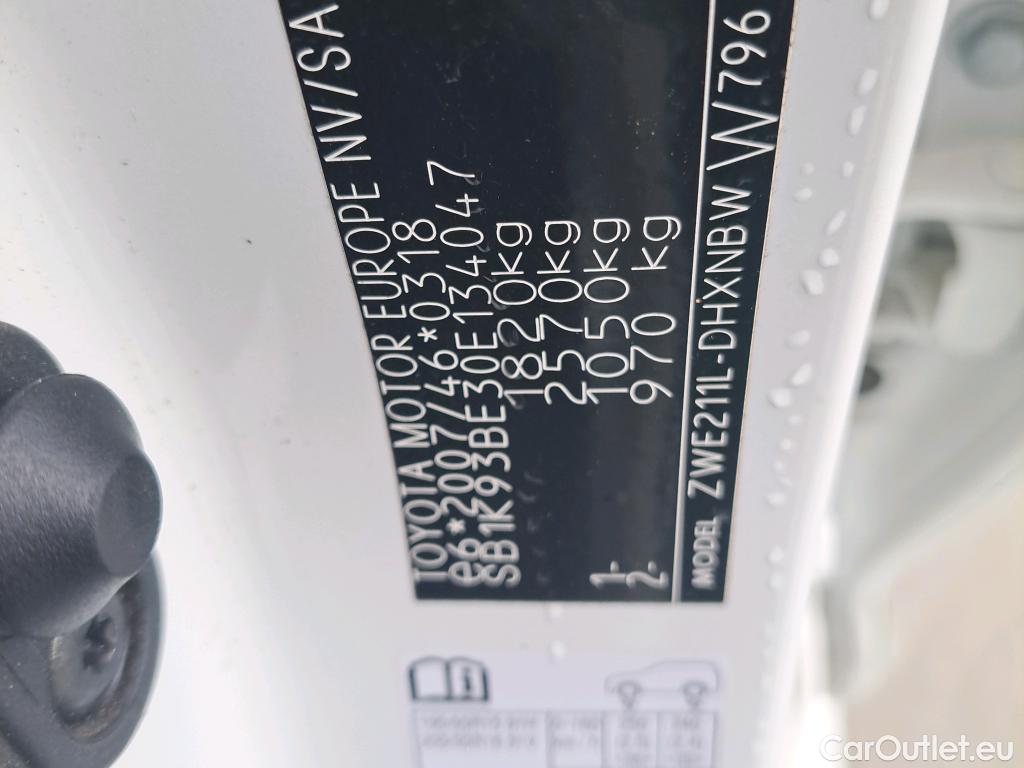 TOYOTA MOTOR EUROPE NV/SA
e6*2007/46*0318
SB1K93BE30E134047
1820kg
2570kg
1- 1050kg
2- 970 kg
MODEL ZWE211L-DHXNBW W796
CarOutlet.eu